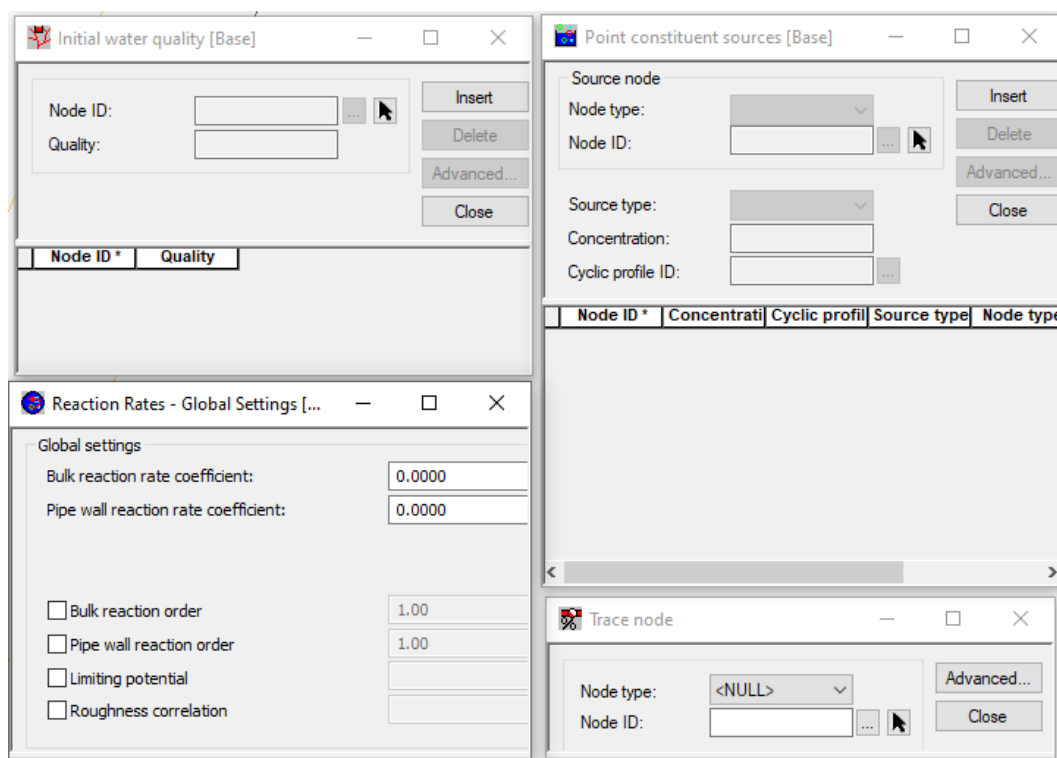 Initial water quality [Base]
Node ID:
...
Insert
Quality:
Delete
Advanced...
Close
Node ID * Quality
Point constituent sources [Base]
Source node
Node type:
Insert
Node ID:
...
Delete
Advanced...
Source type:
Close
Concentration:
Cyclic profile ID:
...
Node ID * Concentrati Cyclic profil Source type Node type
Reaction Rates - Global Settings [...
Global settings
Bulk reaction rate coefficient: 0.0000
Pipe wall reaction rate coefficient: 0.0000
Bulk reaction order 1.00
Pipe wall reaction order 1.00
Limiting potential
Roughness correlation
Trace node
Node type: <NULL>
Advanced...
Node ID:
...
Close